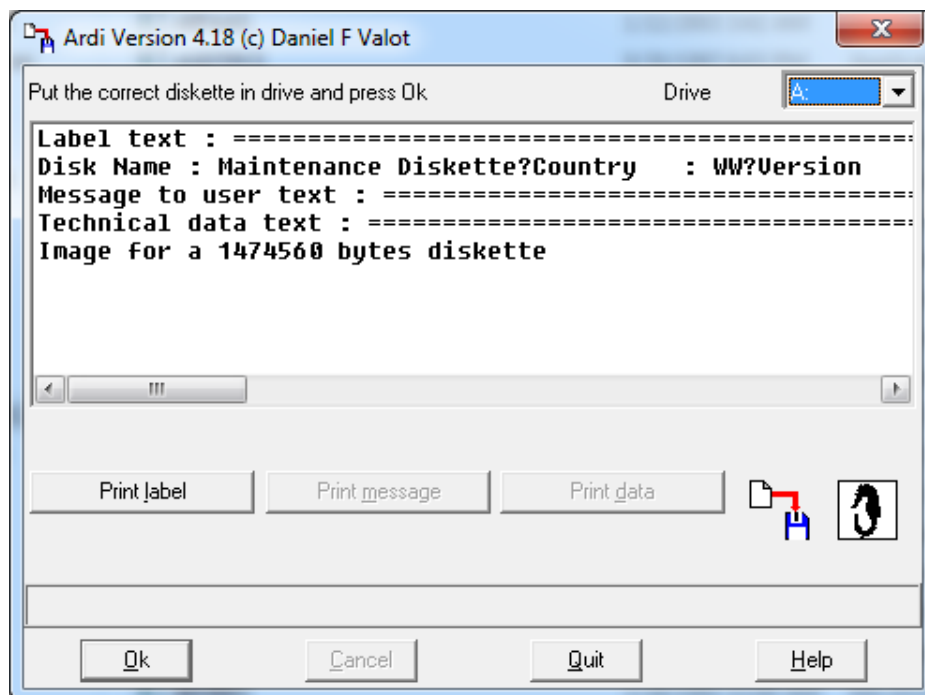 Ardi Version 4.18 (c) Daniel F Valot
Put the correct diskette in drive and press Ok
Drive
A:
Label text : ==============================================
Disk Name : Maintenance Diskette?Country   : WW?Version
Message to user text : ====================================
Technical data text : =====================================
Image for a 1474560 bytes diskette
Print label
Print message
Print data
Ok
Cancel
Quit
Help